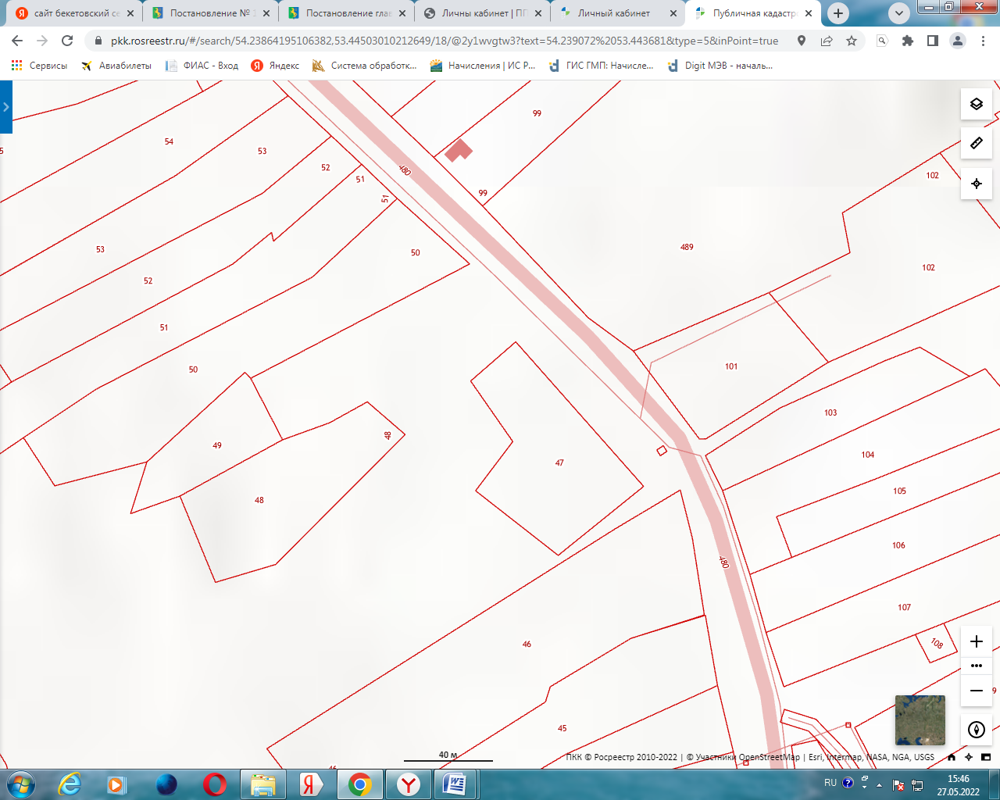 сайт бекетовский се
Постановление № 1
Постановление глав
Личны кабинет | ПП
Личный кабинет
Публичная кадастр
pkk.rosreestr.ru/#/search/54.23864195106382,53.44503010212649/18/@2y1wvgtw3?text=54.239072%2053.443681&type=5&inPoint=true
Сервисы
Авиабилеты
ФИАС - Вход
Яндекс
Система обработк...
Начисления | ИС Р...
ГИС ГМП: Начисле...
Digit МЭВ - началь...
99
54
53
5
52
480
51
102
99
51
489
53
50
102
52
51
101
50
103
48
49
104
47
105
48
106
480
107
46
108
9
45
40 м
ПКК © Росреестр 2010-2022 | © Участники OpenStreetMap | Esri, Intermap, NASA, NGA, USGS
46
RU
15:46
27.05.2022